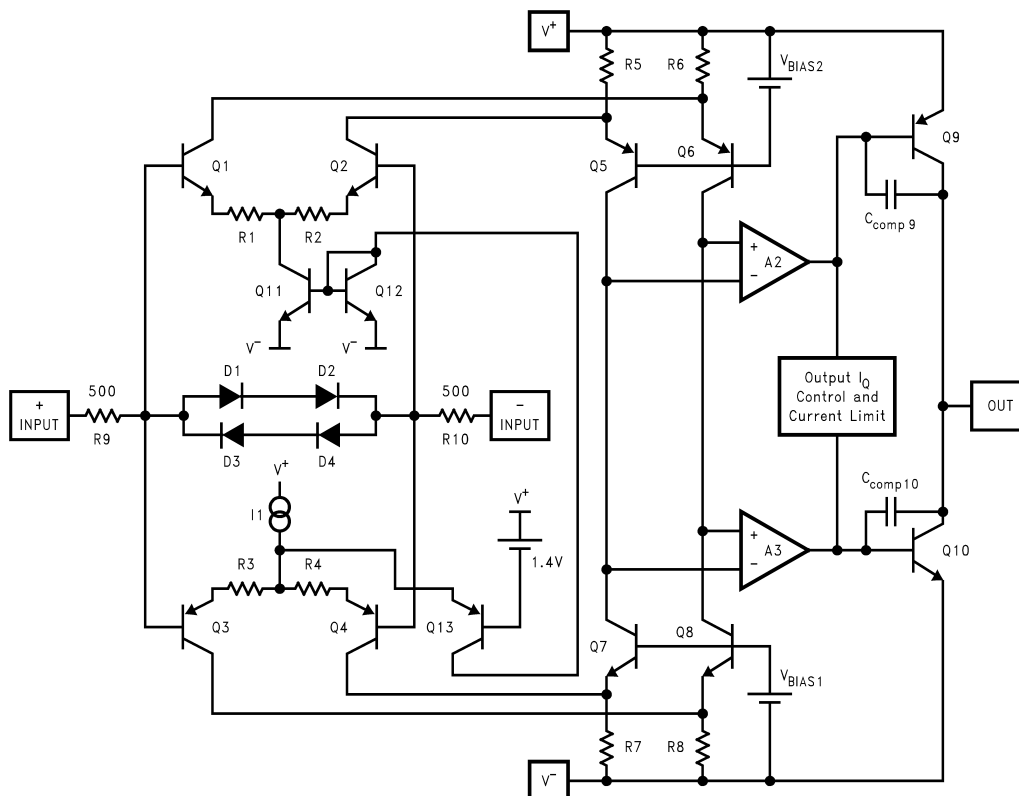 V+
R5
R6
VBIAS2
Q1
Q2
Q5
Q6
Q9
Ccomp9
R1
R2
+
A2
−
Q11
Q12
V−
V−
D1
D2
500
500
+
INPUT
−
INPUT
R9
R10
D3
D4
Output IQ
Control and
Current Limit
OUT
V+
V+
I1
1.4V
Ccomp10
+
A3
−
Q10
R3
R4
Q3
Q4
Q13
Q7
Q8
VBIAS1
R7
R8
V−